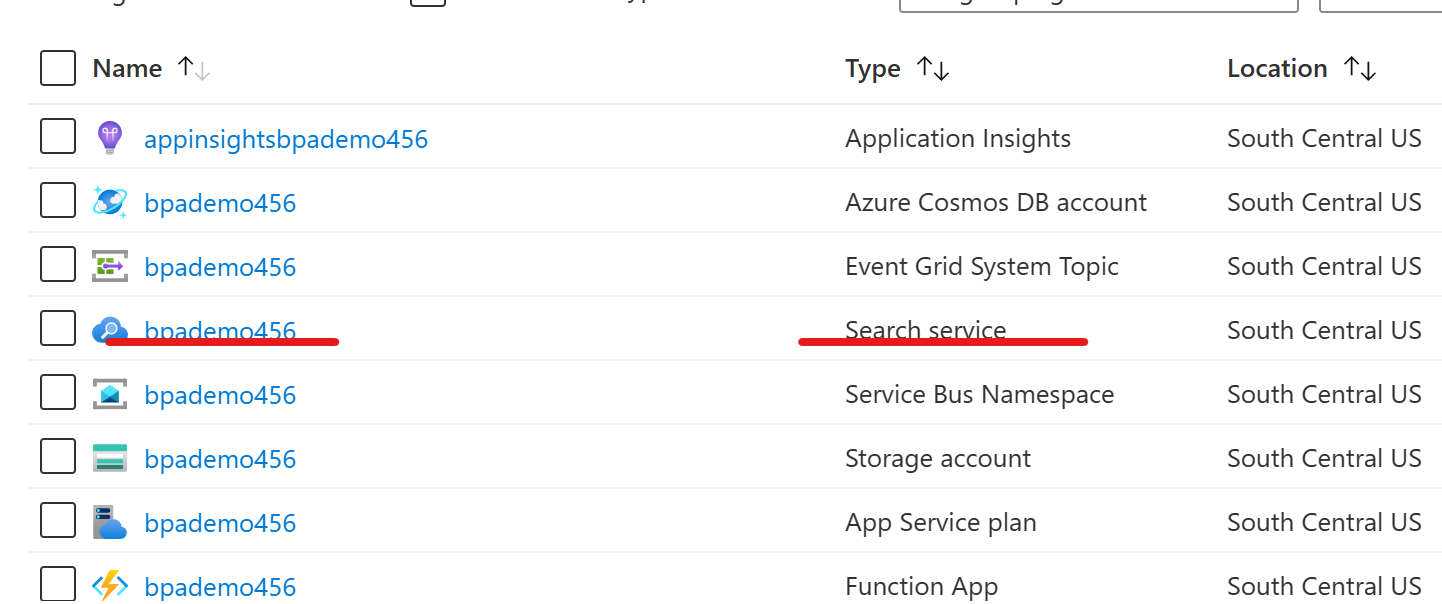 Name Type Location
appinsightsbpademo456 Application Insights South Central US
bpademo456 Azure Cosmos DB account South Central US
bpademo456 Event Grid System Topic South Central US
bpademo456 Search service South Central US
bpademo456 Service Bus Namespace South Central US
bpademo456 Storage account South Central US
bpademo456 App Service plan South Central US
bpademo456 Function App South Central US